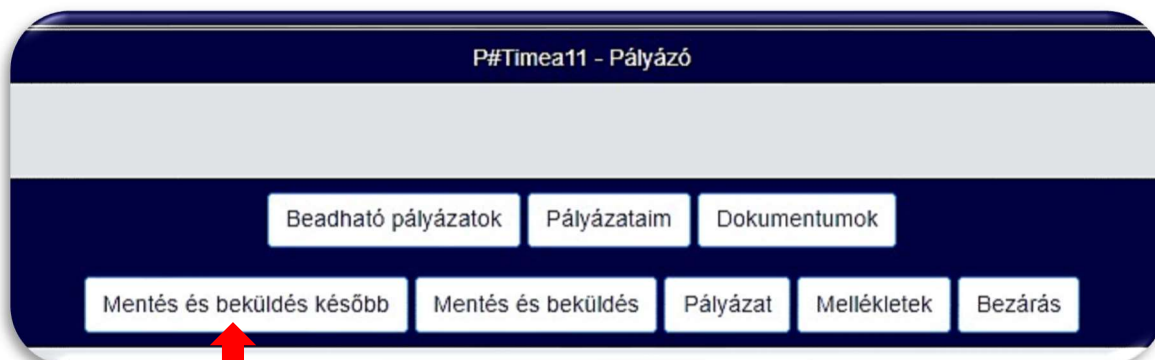 P#Timea11 - Pályázó
Beadható pályázatok Pályázataim Dokumentumok
Mentés és beküldés később Mentés és beküldés Pályázat Mellékletek Bezárás